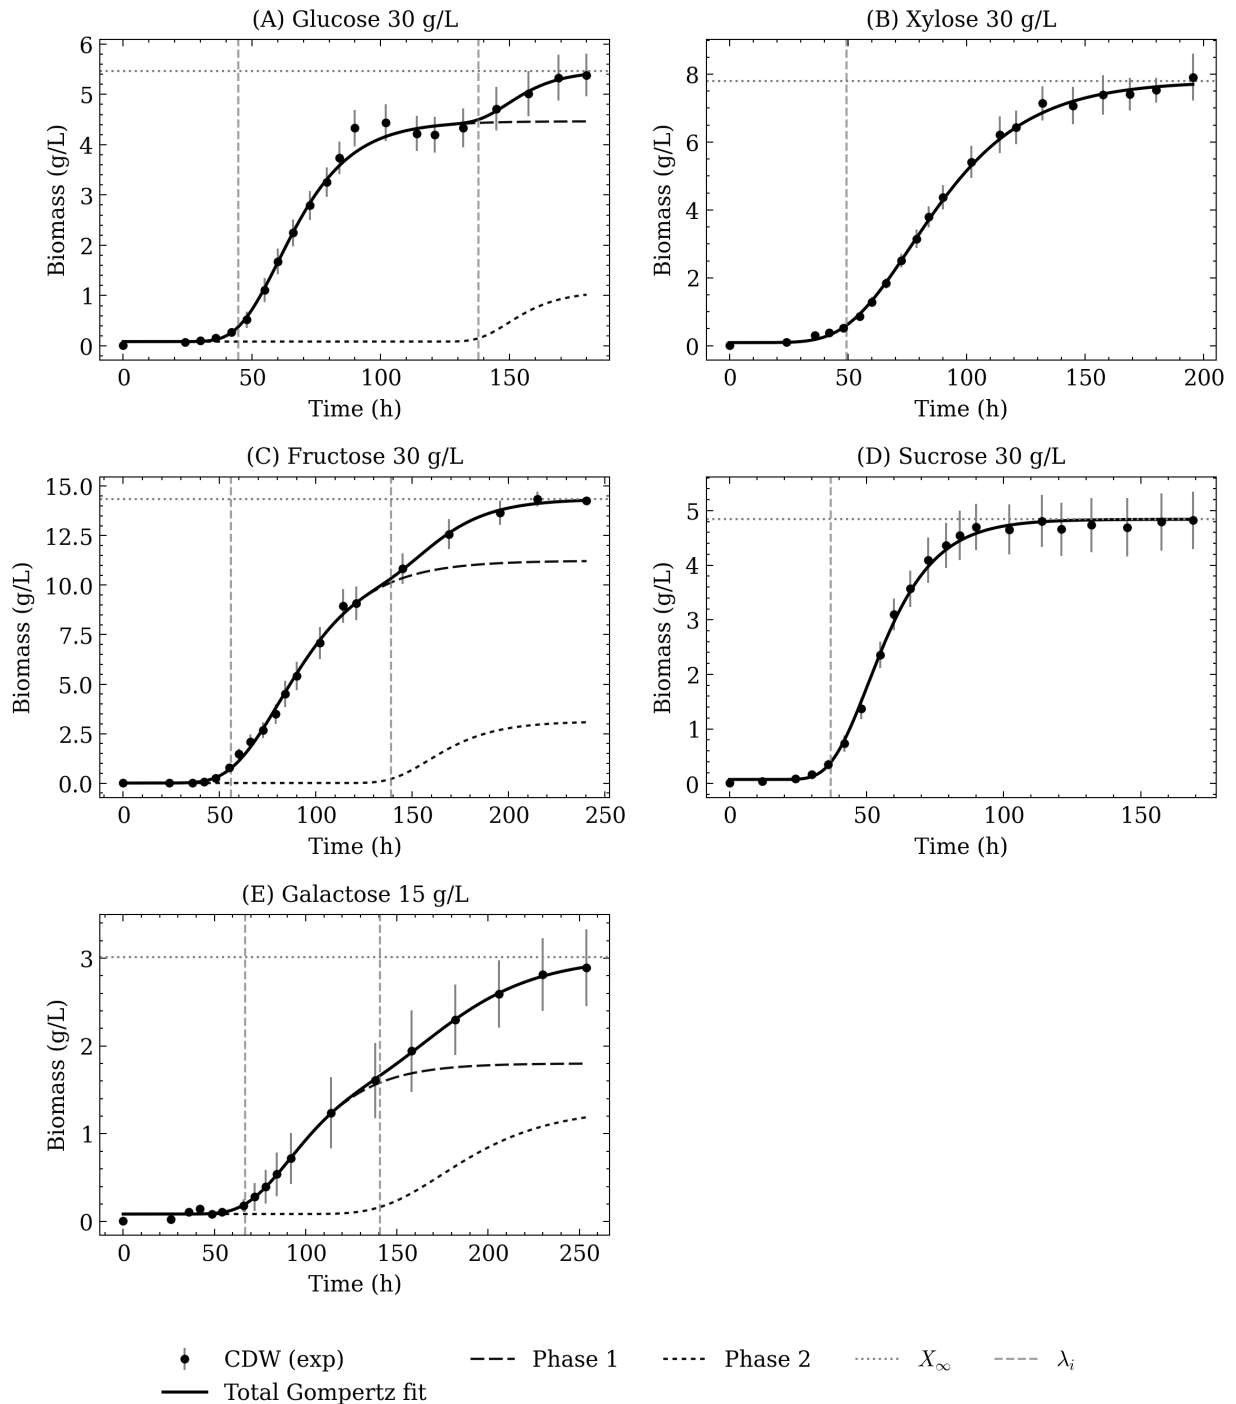 (A) Glucose 30 g/L
Biomass (g/L)
6
5
4
3
2
1
0
0 50 100 150
Time (h)
(B) Xylose 30 g/L
Biomass (g/L)
8
6
4
2
0
0 50 100 150 200
Time (h)
(C) Fructose 30 g/L
Biomass (g/L)
15.0
12.5
10.0
7.5
5.0
2.5
0.0
0 50 100 150 200 250
Time (h)
(D) Sucrose 30 g/L
Biomass (g/L)
5
4
3
2
1
0
0 50 100 150
Time (h)
(E) Galactose 15 g/L
Biomass (g/L)
3
2
1
0
0 50 100 150 200 250
Time (h)
CDW (exp) Phase 1 Phase 2 X∞ λi
Total Gompertz fit